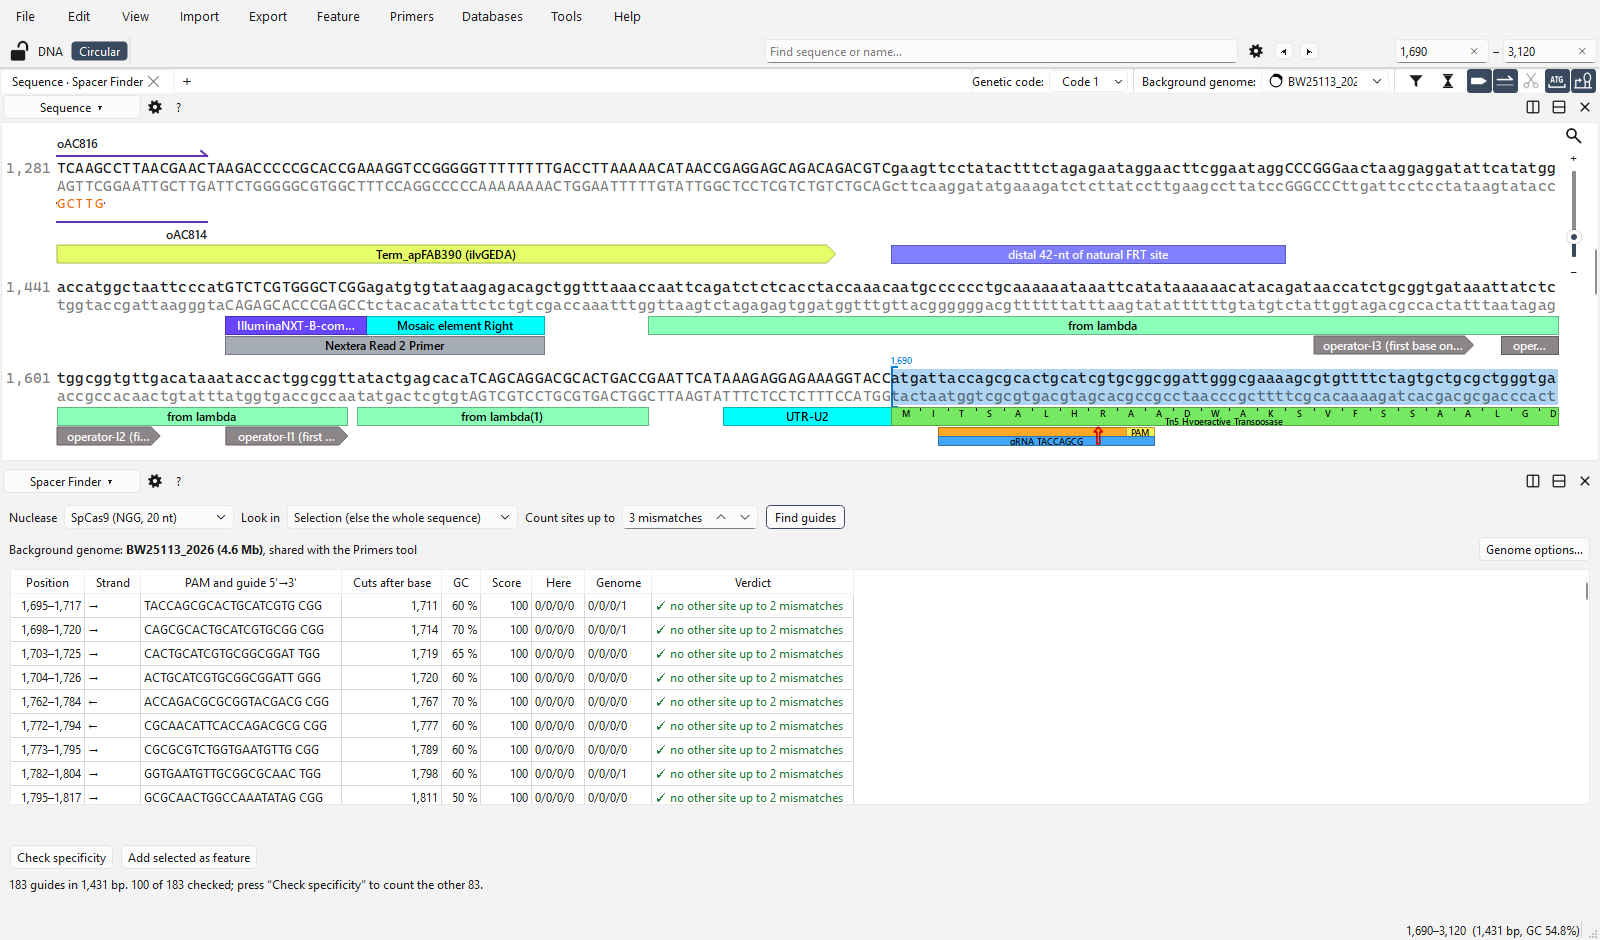 File Edit View Import Export Feature Primers Databases Tools Help
DNA Circular Find sequence or name... 1,690 × – 3,120 ×
Sequence · Spacer Finder + Genetic code: Code 1 Background genome: BW25113_202 ATG
Sequence ?
oAC816
1,281 TCAAGCCTTAACGAACTAAGACCCCCGCACCGAAAGGTCCGGGGGTTTTTTTTGACCTTAAAAACATAACCGAGGAGCAGACAGACGTCgaagttcctatactttctagagaataggaacttcggaataggCCCGGGaactaaggaggatattcatatgg
AGTTCGGAATTGCTTGATTCTGGGGGCGTGGCTTTCCAGGCCCCCAAAAAAAACTGGAATTTTTGTATTGGCTCCTCGTCTGTCTGCAGcttcaaggatatgaaagatctcttatccttgaagccttatccGGGCCCttgattcctcctataagtatacc
GCTTG
oAC814
Term_apFAB390 (ilvGEDA) distal 42-nt of natural FRT site
1,441 accatggctaattcccatGTCTCGTGGGCTCGGagatgtgtataagagacagctggtttaaaccaattcagatctctcacctaccaaacaatgcccccctgcaaaaaataaattcatataaaaaacatacagataaccatctgcggtgataaattatctc
tggtaccgattaagggtaCAGAGCACCCGAGCCtctacacatattctctgtcgaccaaatttggttaagtctagagagtggatggtttgttacggggggacgttttttatttaagtatattttttgtatgtctattggtagacgccactatttaatagag
IlluminaNXT-B-com... Mosaic element Right from lambda
Nextera Read 2 Primer operator-I3 (first base on... oper...
1,601 tggcggtgttgacataaataccactggcggttatactgagcacaTCAGCAGGACGCACTGACCGAATTCATAAAGAGGAGAAAGGTACCatgattaccagcgcactgcatcgtgcggcggattgggcgaaaagcgtgttttctagtgctgcgctgggtga
1,690
accgccacaactgtatttatggtgaccgccaatatgactcgtgtAGTCGTCCTGCGTGACTGGCTTAAGTATTTCTCCTCTTTCCATGGtactaatggtcgcgtgacgtagcacgccgcctaacccgcttttcgcacaaaagatcacgacgcgacccact
from lambda from lambda(1) UTR-U2 M I T S A L H R A A D W A K S V F S S A A L G D
Tn5 Hyperactive Transposase
operator-I2 (fi... operator-I1 (first ... PAM
gRNA TACCAGCG
Spacer Finder ?
Nuclease SpCas9 (NGG, 20 nt) Look in Selection (else the whole sequence) Count sites up to 3 mismatches Find guides
Background genome: BW25113_2026 (4.6 Mb), shared with the Primers tool Genome options...
Position Strand PAM and guide 5'→3' Cuts after base GC Score Here Genome Verdict
1,695–1,717 → TACCAGCGCACTGCATCGTG CGG 1,711 60 % 100 0/0/0/0 0/0/0/1 ✓ no other site up to 2 mismatches
1,698–1,720 → CAGCGCACTGCATCGTGCGG CGG 1,714 70 % 100 0/0/0/0 0/0/0/1 ✓ no other site up to 2 mismatches
1,703–1,725 → CACTGCATCGTGCGGCGGAT TGG 1,719 65 % 100 0/0/0/0 0/0/0/0 ✓ no other site up to 2 mismatches
1,704–1,726 → ACTGCATCGTGCGGCGGATT GGG 1,720 60 % 100 0/0/0/0 0/0/0/0 ✓ no other site up to 2 mismatches
1,762–1,784 ← ACCAGACGCGCGGTACGACG CGG 1,767 70 % 100 0/0/0/0 0/0/0/0 ✓ no other site up to 2 mismatches
1,772–1,794 ← CGCAACATTCACCAGACGCG CGG 1,777 60 % 100 0/0/0/0 0/0/0/0 ✓ no other site up to 2 mismatches
1,773–1,795 → CGCGCGTCTGGTGAATGTTG CGG 1,789 60 % 100 0/0/0/0 0/0/0/0 ✓ no other site up to 2 mismatches
1,782–1,804 → GGTGAATGTTGCGGCGCAAC TGG 1,798 60 % 100 0/0/0/0 0/0/0/1 ✓ no other site up to 2 mismatches
1,795–1,817 → GCGCAACTGGCCAAATATAG CGG 1,811 50 % 100 0/0/0/0 0/0/0/0 ✓ no other site up to 2 mismatches
Check specificity Add selected as feature
183 guides in 1,431 bp. 100 of 183 checked; press “Check specificity” to count the other 83.
1,690–3,120 (1,431 bp, GC 54.8%)